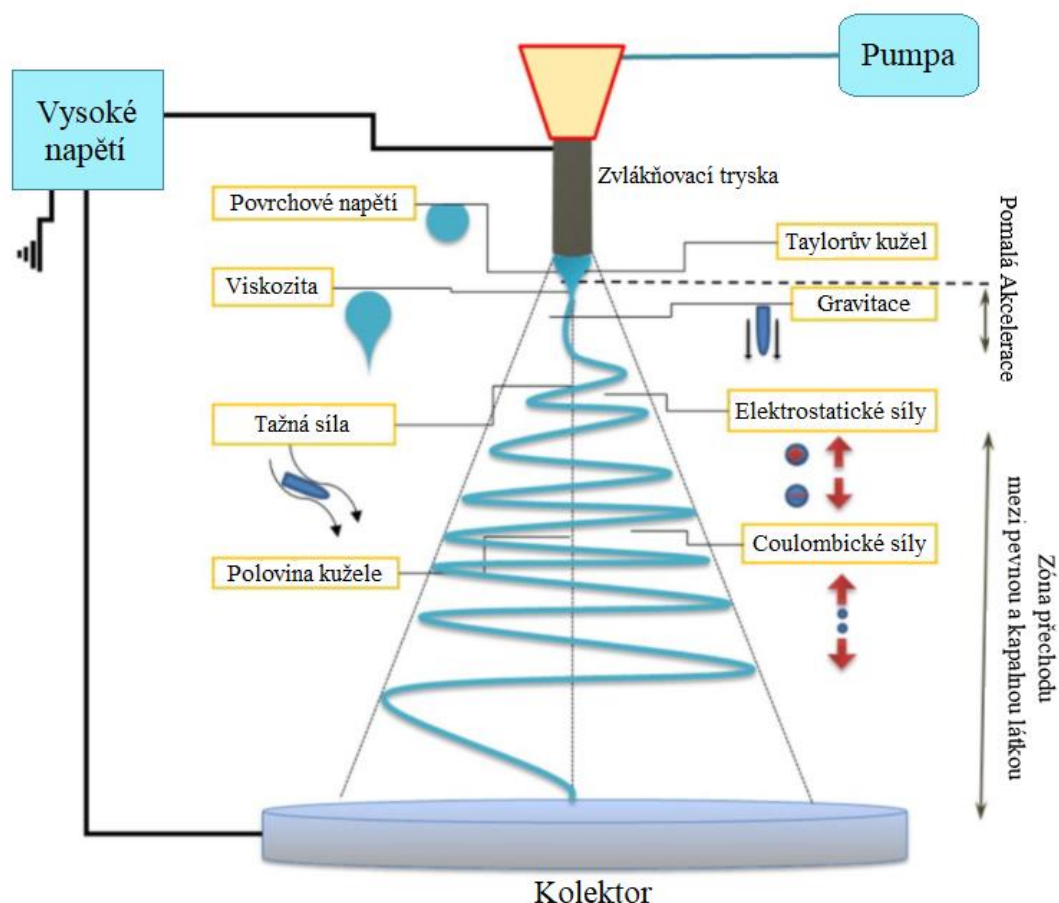 Pumpa
Vysoké
napětí
Zvlákňovací tryska
Povrchové napětí
Taylorův kužel
Viskozita
Gravitace
Pomalá Akcelerace
Tažná síla
Elektrostatické síly
Polovina kužele
Coulombické síly
Zóna přechodu
mezi pevnou a kapalnou látkou
Kolektor